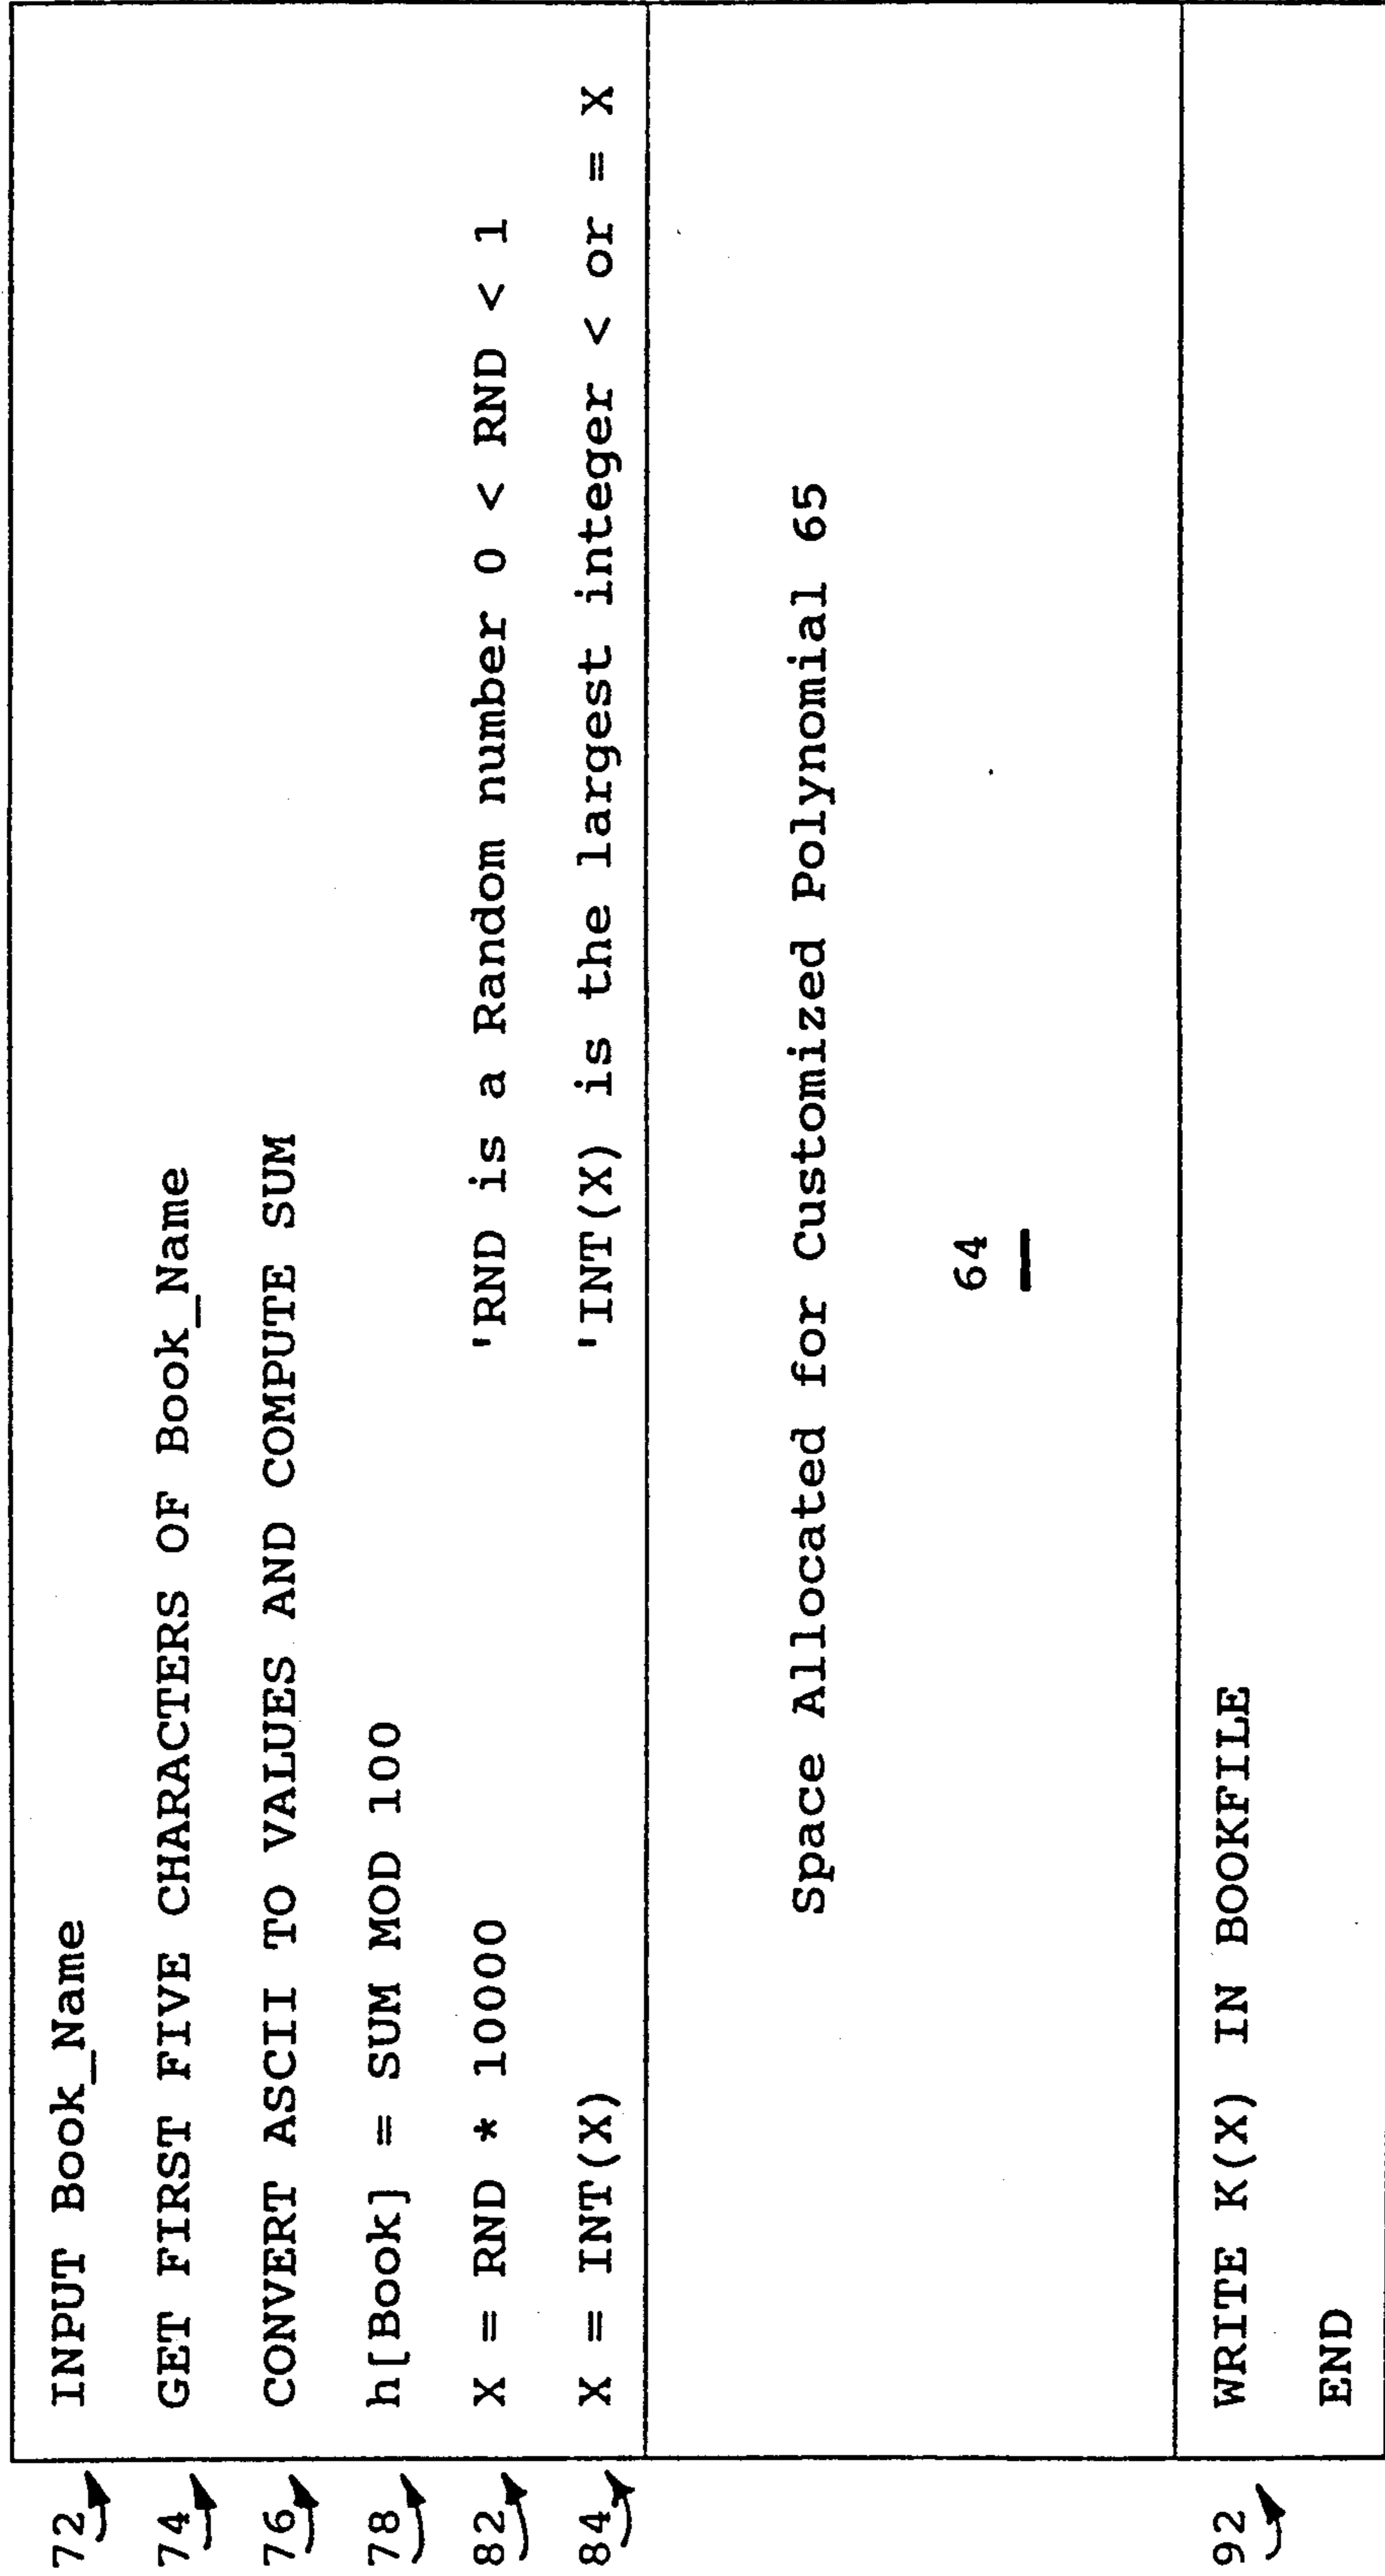 72 INPUT Book_Name
74 GET FIRST FIVE CHARACTERS OF Book_Name
76 CONVERT ASCII TO VALUES AND COMPUTE SUM
78 h[Book] = SUM MOD 100
82 X = RND * 10000 'RND is a Random number 0 < RND < 1
84 X = INT(X) 'INT(X) is the largest integer < or = X
Space Allocated for Customized Polynomial 65
64
92 WRITE K(X) IN BOOKFILE
END